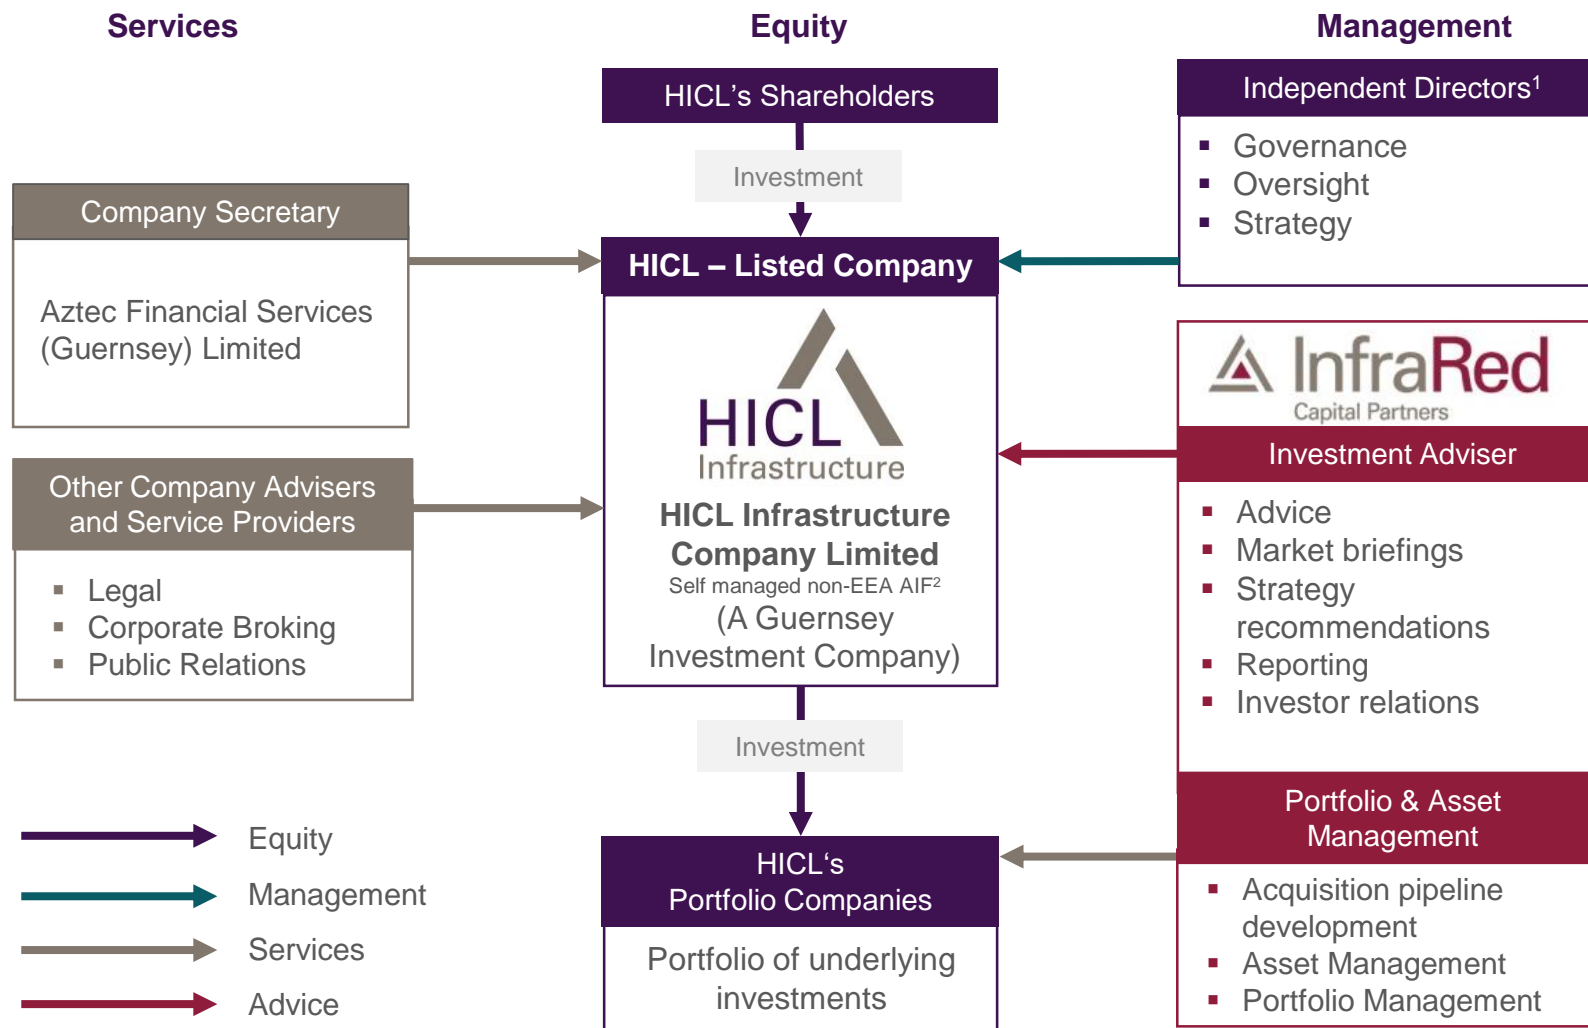 Services
Equity
Management
HICL's Shareholders
Investment
Independent Directors¹
▪ Governance
▪ Oversight
▪ Strategy
Company Secretary
Aztec Financial Services
(Guernsey) Limited
HICL – Listed Company
HICL
Infrastructure
HICL Infrastructure
Company Limited
Self managed non-EEA AIF²
(A Guernsey
Investment Company)
InfraRed
Capital Partners
Investment Adviser
▪ Advice
▪ Market briefings
▪ Strategy
recommendations
▪ Reporting
▪ Investor relations
Other Company Advisers
and Service Providers
▪ Legal
▪ Corporate Broking
▪ Public Relations
Investment
Portfolio & Asset
Management
▪ Acquisition pipeline
development
▪ Asset Management
▪ Portfolio Management
HICL‘s
Portfolio Companies
Portfolio of underlying
investments
Equity
Management
Services
Advice